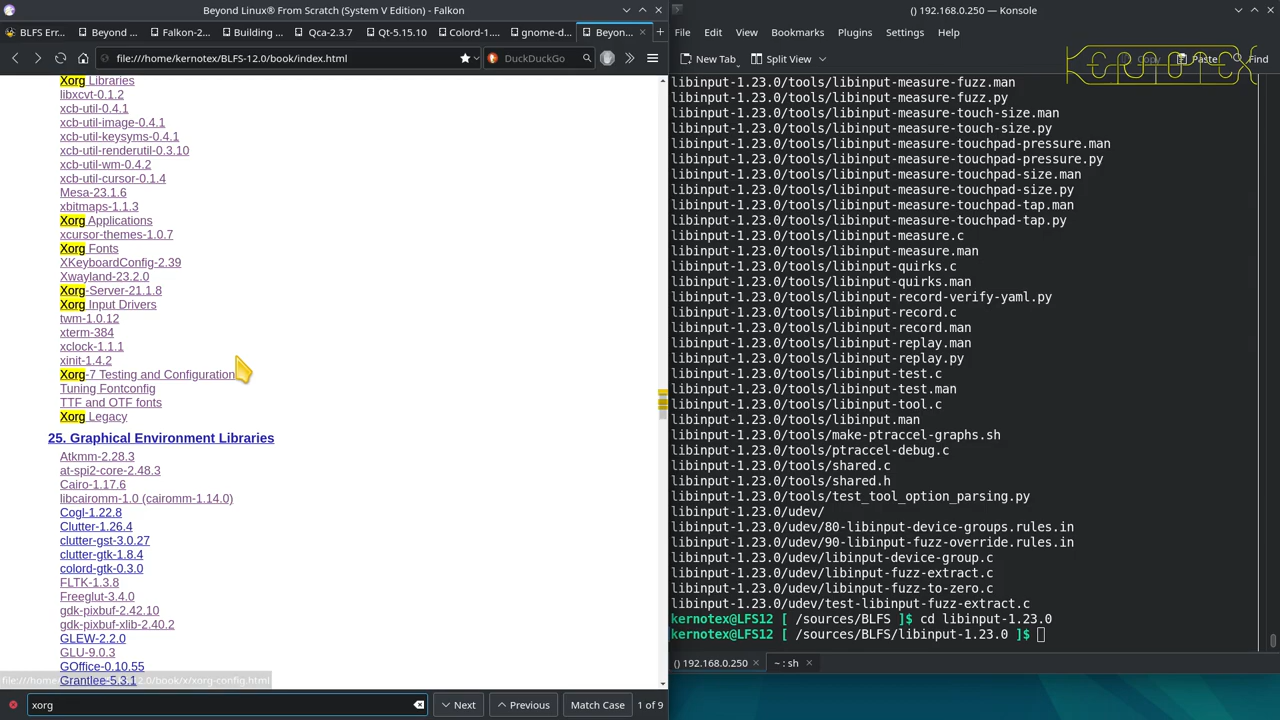 Beyond Linux® From Scratch (System V Edition) - Falkon
BLFS Err...
Beyond ...
Falkon-2...
Building ...
Qca-2.3.7
Qt-5.15.10
Colord-1....
gnome-d...
Beyon...
file:///home/kernotex/BLFS-12.0/book/index.html
DuckDuckGo
Xorg Libraries
libxcvt-0.1.2
xcb-util-0.4.1
xcb-util-image-0.4.1
xcb-util-keysyms-0.4.1
xcb-util-renderutil-0.3.10
xcb-util-wm-0.4.2
xcb-util-cursor-0.1.4
Mesa-23.1.6
xbitmaps-1.1.3
Xorg Applications
xcursor-themes-1.0.7
Xorg Fonts
XKeyboardConfig-2.39
Xwayland-23.2.0
Xorg-Server-21.1.8
Xorg Input Drivers
twm-1.0.12
xterm-384
xclock-1.1.1
xinit-1.4.2
Xorg-7 Testing and Configuration
Tuning Fontconfig
TTF and OTF fonts
Xorg Legacy
25. Graphical Environment Libraries
Atkmm-2.28.3
at-spi2-core-2.48.3
Cairo-1.17.6
libcairomm-1.0 (cairomm-1.14.0)
Cogl-1.22.8
Clutter-1.26.4
clutter-gst-3.0.27
clutter-gtk-1.8.4
colord-gtk-0.3.0
FLTK-1.3.8
Freeglut-3.4.0
gdk-pixbuf-2.42.10
gdk-pixbuf-xlib-2.40.2
GLEW-2.2.0
GLU-9.0.3
GOffice-0.10.55
Grantlee-5.3.1
12.0/book/x/xorg-config.html
xorg
Next
Previous
Match Case
1 of 9
() 192.168.0.250 — Konsole
File Edit View Bookmarks Plugins Settings Help
New Tab
Split View
Copy
Paste
Find
KERNOTEX
libinput-1.23.0/tools/libinput-measure-fuzz.man
libinput-1.23.0/tools/libinput-measure-fuzz.py
libinput-1.23.0/tools/libinput-measure-touch-size.man
libinput-1.23.0/tools/libinput-measure-touch-size.py
libinput-1.23.0/tools/libinput-measure-touchpad-pressure.man
libinput-1.23.0/tools/libinput-measure-touchpad-pressure.py
libinput-1.23.0/tools/libinput-measure-touchpad-size.man
libinput-1.23.0/tools/libinput-measure-touchpad-size.py
libinput-1.23.0/tools/libinput-measure-touchpad-tap.man
libinput-1.23.0/tools/libinput-measure-touchpad-tap.py
libinput-1.23.0/tools/libinput-measure.c
libinput-1.23.0/tools/libinput-measure.man
libinput-1.23.0/tools/libinput-quirks.c
libinput-1.23.0/tools/libinput-quirks.man
libinput-1.23.0/tools/libinput-record-verify-yaml.py
libinput-1.23.0/tools/libinput-record.c
libinput-1.23.0/tools/libinput-record.man
libinput-1.23.0/tools/libinput-replay.man
libinput-1.23.0/tools/libinput-replay.py
libinput-1.23.0/tools/libinput-test.c
libinput-1.23.0/tools/libinput-test.man
libinput-1.23.0/tools/libinput-tool.c
libinput-1.23.0/tools/libinput.man
libinput-1.23.0/tools/make-ptraccel-graphs.sh
libinput-1.23.0/tools/ptraccel-debug.c
libinput-1.23.0/tools/shared.c
libinput-1.23.0/tools/shared.h
libinput-1.23.0/tools/test_tool_option_parsing.py
libinput-1.23.0/udev/
libinput-1.23.0/udev/80-libinput-device-groups.rules.in
libinput-1.23.0/udev/90-libinput-fuzz-override.rules.in
libinput-1.23.0/udev/libinput-device-group.c
libinput-1.23.0/udev/libinput-fuzz-extract.c
libinput-1.23.0/udev/libinput-fuzz-to-zero.c
libinput-1.23.0/udev/test-libinput-fuzz-extract.c
kernotex@LFS12 [ /sources/BLFS ]$ cd libinput-1.23.0
kernotex@LFS12 [ /sources/BLFS/libinput-1.23.0 ]$
() 192.168.0.250
~ : sh